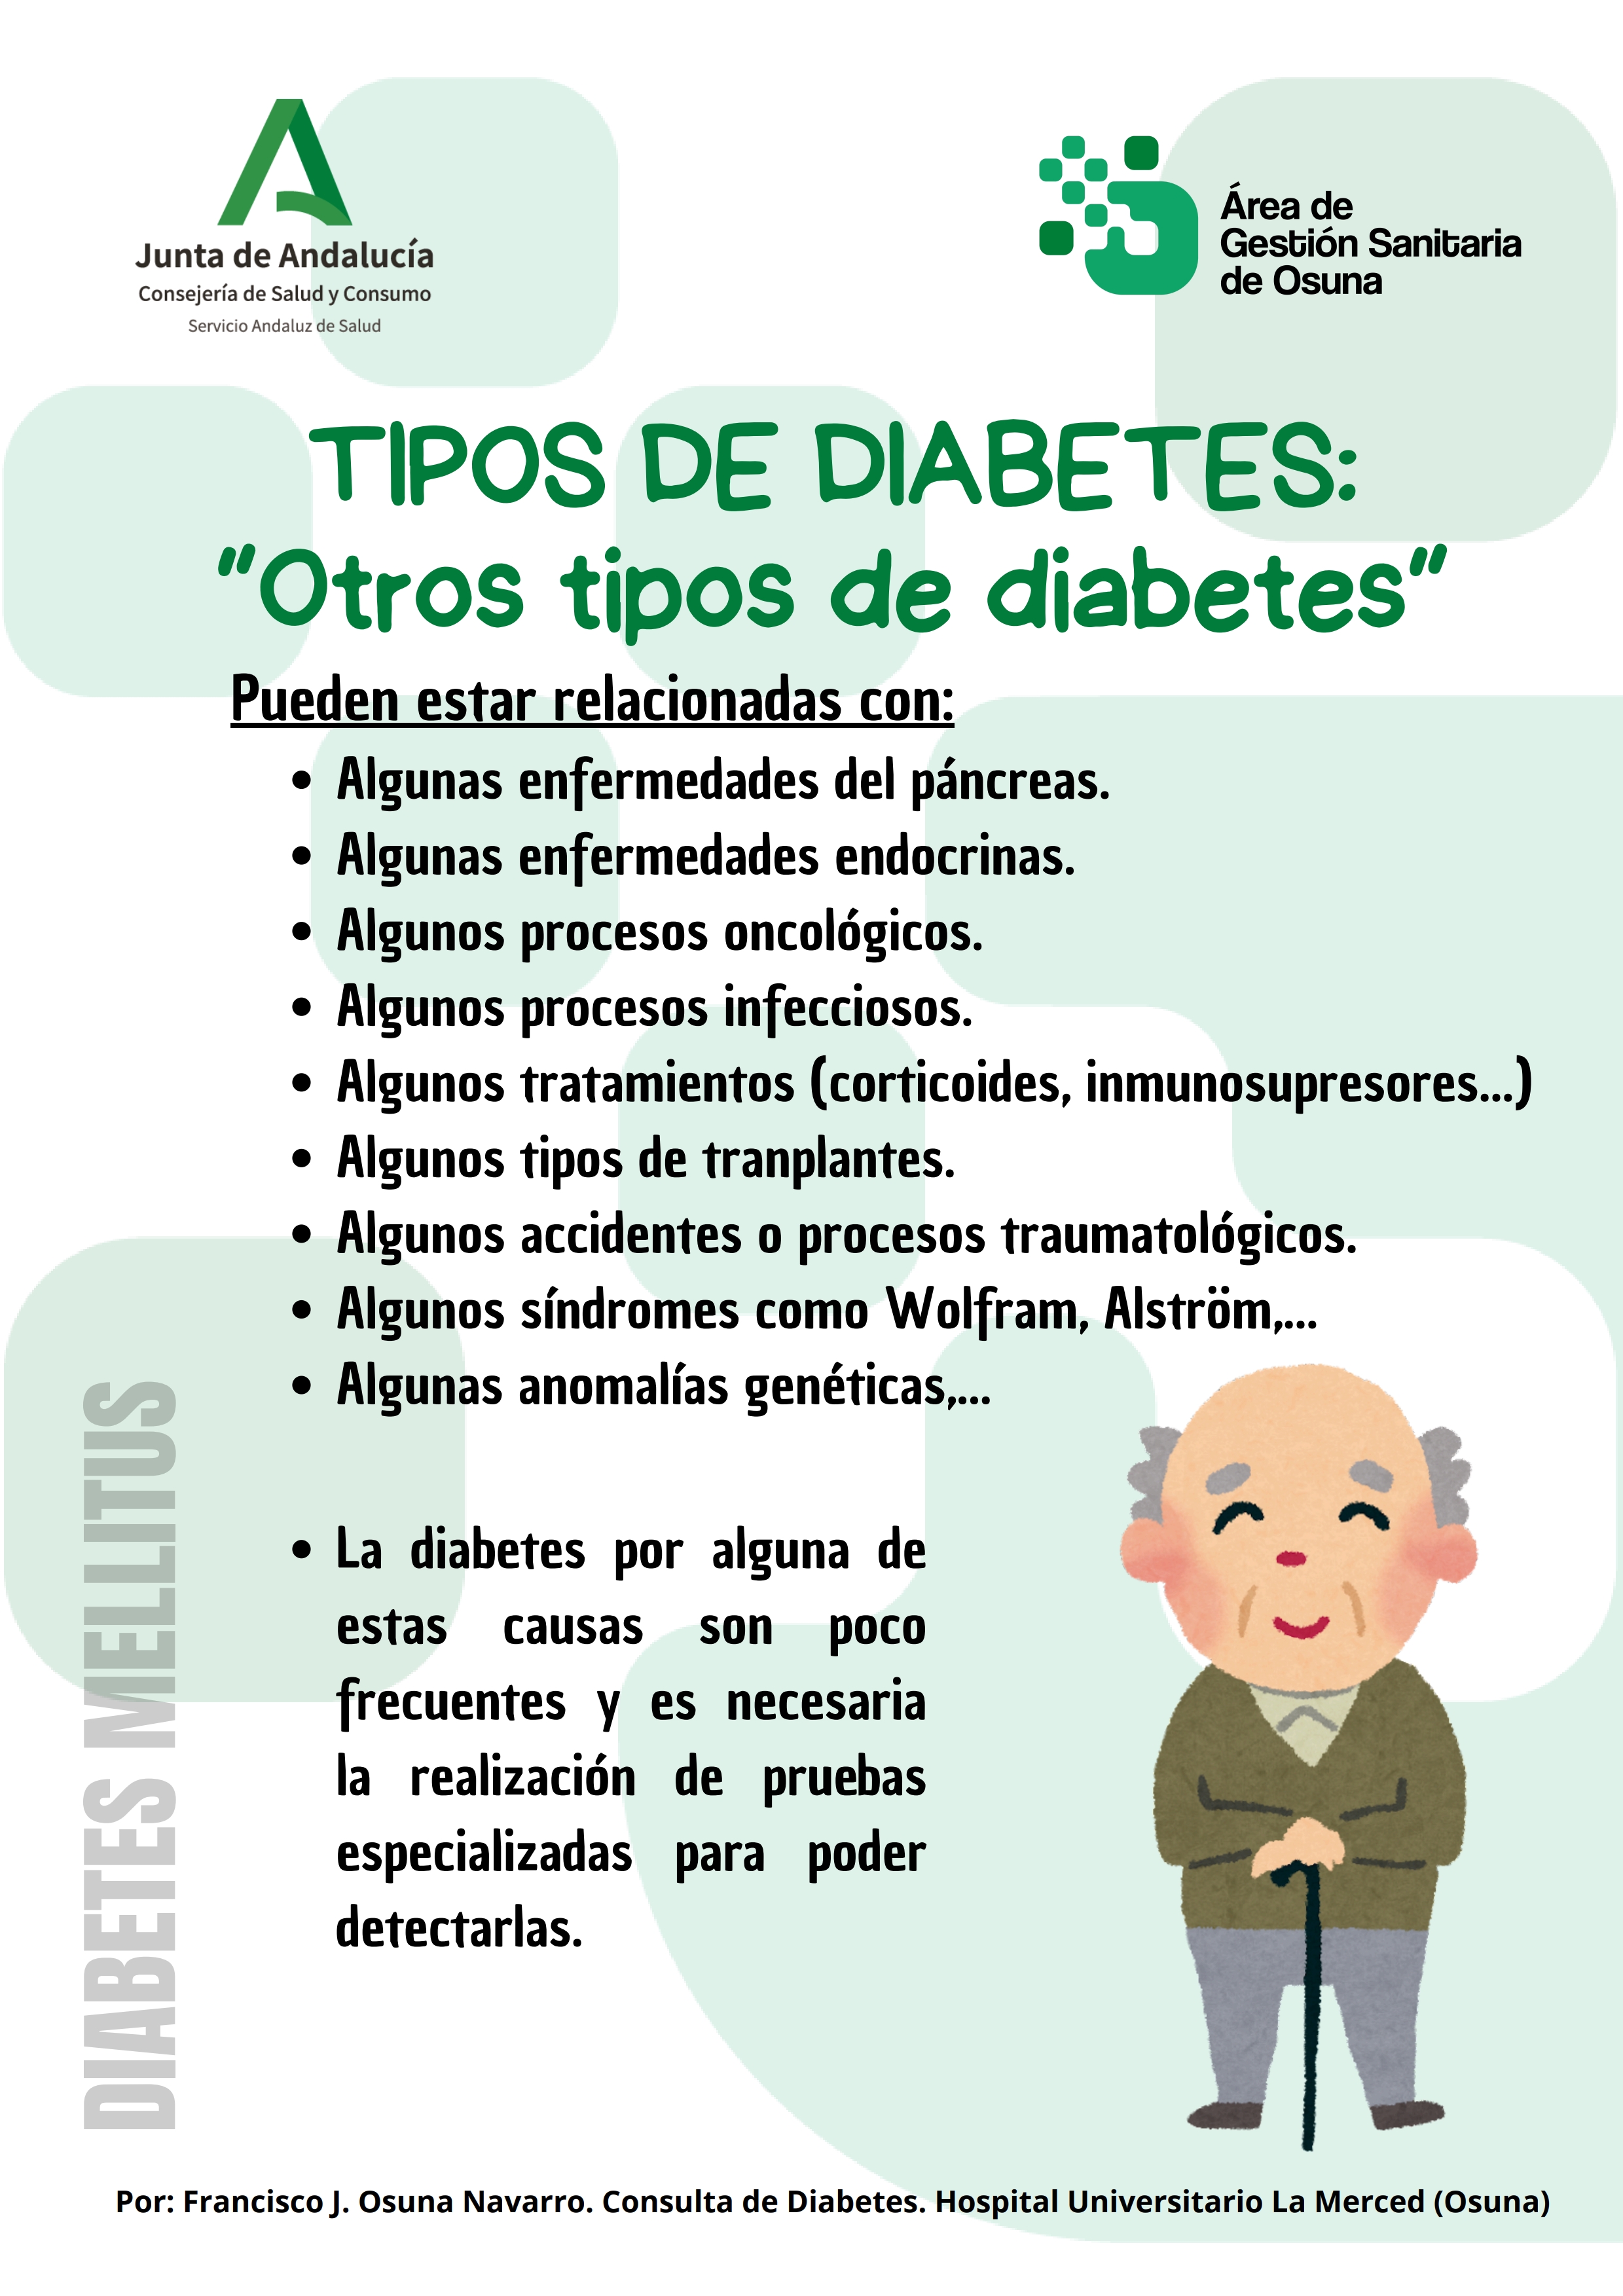 Junta de Andalucía
Consejería de Salud y Consumo
Servicio Andaluz de Salud
Área de
Gestión Sanitaria
de Osuna
TIPOS DE DIABETES:
"Otros tipos de diabetes"
Pueden estar relacionadas con:
• Algunas enfermedades del páncreas.
• Algunas enfermedades endocrinas.
• Algunos procesos oncológicos.
• Algunos procesos infecciosos.
• Algunos tratamientos (corticoides, inmunosupresores...)
• Algunos tipos de tranplantes.
• Algunos accidentes o procesos traumatológicos.
• Algunos síndromes como Wolfram, Alström,...
• Algunas anomalías genéticas,...
• La diabetes por alguna de
estas causas son poco
frecuentes y es necesaria
la realización de pruebas
especializadas para poder
detectarlas.
DIABETES MELLITUS
Por: Francisco J. Osuna Navarro. Consulta de Diabetes. Hospital Universitario La Merced (Osuna)